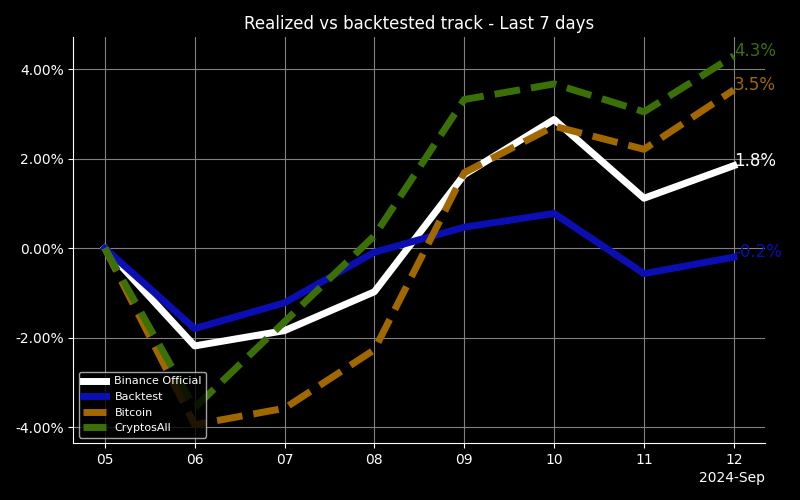 Realized vs backtested track - Last 7 days
4.00%
2.00%
0.00%
-2.00%
-4.00%
4.3%
3.5%
1.8%
-0.2%
Binance Official
Backtest
Bitcoin
CryptosAll
05 06 07 08 09 10 11 12
2024-Sep